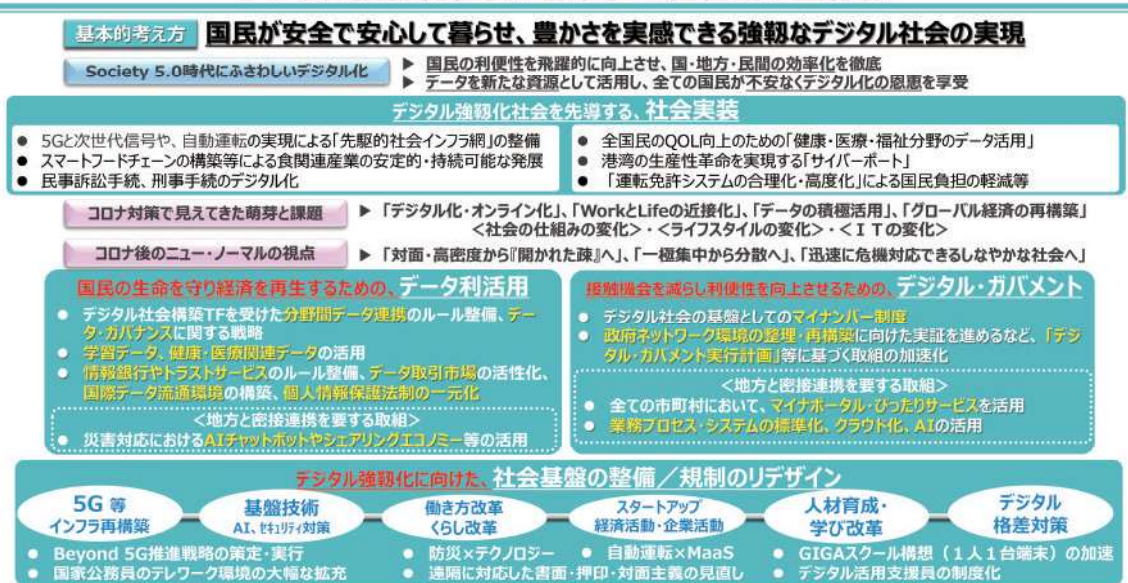 基本的考え方 国民が安全で安心して暮らせ、豊かさを実感できる強靱なデジタル社会の実現
Society 5.0時代にふさわしいデジタル化
▶ 国民の利便性を飛躍的に向上させ、国・地方・民間の効率化を徹底
▶ データを新たな資源として活用し、全ての国民が不安なくデジタル化の恩恵を享受
デジタル強靱化社会を先導する、社会実装
● 5Gと次世代信号や、自動運転の実現による「先駆的社会インフラ網」の整備
● スマートフードチェーンの構築等による食関連産業の安定的・持続可能な発展
● 民事訴訟手続、刑事手続のデジタル化
● 全国民のQOL向上のための「健康・医療・福祉分野のデータ活用」
● 港湾の生産性革命を実現する「サイバーポート」
● 「運転免許システムの合理化・高度化」による国民負担の軽減等
コロナ対策で見えてきた萌芽と課題
▶ 「デジタル化・オンライン化」、「WorkとLifeの近接化」、「データの積極活用」、「グローバル経済の再構築」
<社会の仕組みの変化>・<ライフスタイルの変化>・<ITの変化>
コロナ後のニュー・ノーマルの視点
▶ 「対面・高密度から『開かれた疎』へ」、「一極集中から分散へ」、「迅速に危機対応できるしなやかな社会へ」
国民の生命を守り経済を再生するための、データ利活用
● デジタル社会構築TFを受けた分野間データ連携のルール整備、デー
タ・ガバナンスに関する戦略
● 学習データ、健康・医療関連データの活用
● 情報銀行やトラストサービスのルール整備、データ取引市場の活性化、
国際データ流通環境の構築、個人情報保護法制の一元化
<地方と密接連携を要する取組>
● 災害対応におけるAIチャットボットやシェアリングエコノミー等の活用
接触機会を減らし利便性を向上させるための、デジタル・ガバメント
● デジタル社会の基盤としてのマイナンバー制度
● 政府ネットワーク環境の整理・再構築に向けた実証を進めるなど、「デジ
タル・ガバメント実行計画」等に基づく取組の加速化
<地方と密接連携を要する取組>
● 全ての市町村において、マイナポータル・ぴったりサービスを活用
● 業務プロセス・システムの標準化、クラウド化、AIの活用
デジタル強靱化に向けた、社会基盤の整備／規制のリデザイン
5G 等
インフラ再構築
基盤技術
AI、セキュリティ対策
働き方改革
くらし改革
スタートアップ
経済活動・企業活動
人材育成・
学び改革
デジタル
格差対策
● Beyond 5G推進戦略の策定・実行
● 国家公務員のテレワーク環境の大幅な拡充
● 防災×テクノロジー ● 自動運転×MaaS
● 遠隔に対応した書面・押印・対面主義の見直し
● GIGAスクール構想（１人１台端末）の加速
● デジタル活用支援員の制度化